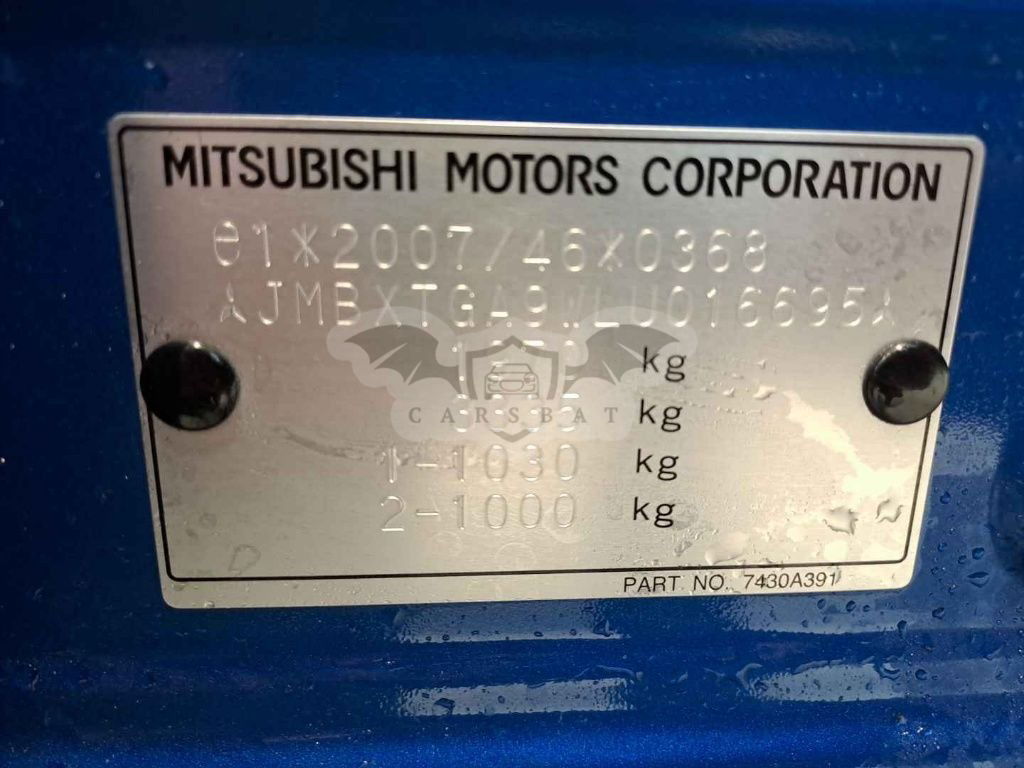 MITSUBISHI MOTORS CORPORATION
e1*2007/46*0368
JMBXTGA9WLU016695
kg
CARSBAT
kg
1-1030 kg
2-1000 kg
D
PART NO. 7430A391